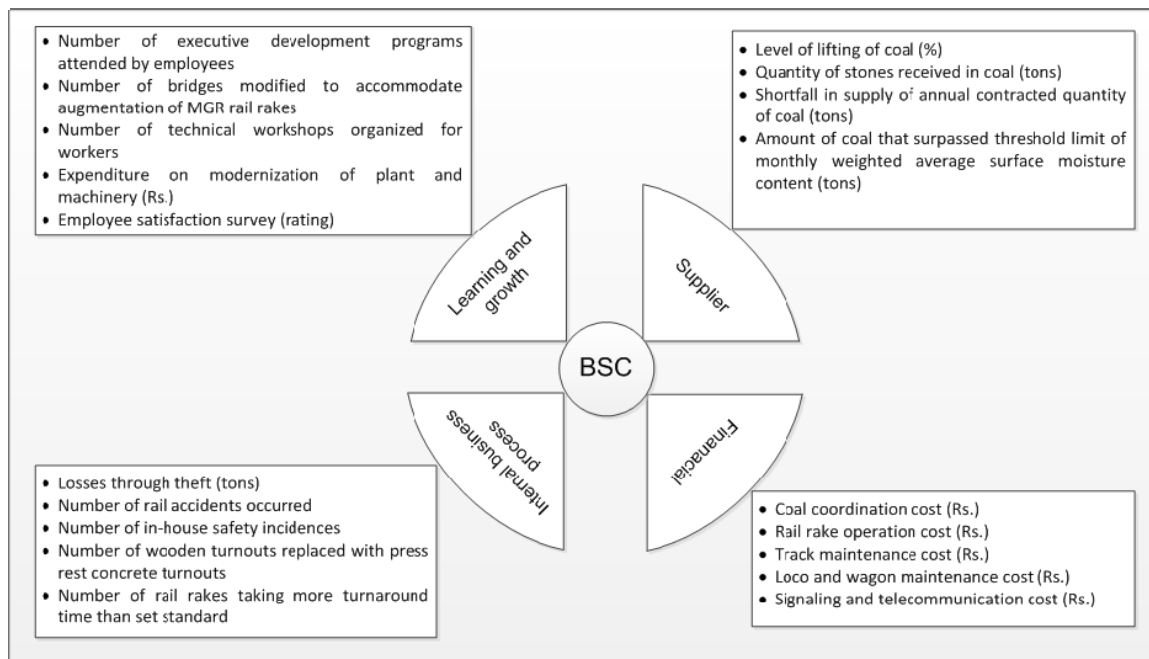 • Number of executive development programs
attended by employees
• Number of bridges modified to accommodate
augmentation of MGR rail rakes
• Number of technical workshops organized for
workers
• Expenditure on modernization of plant and
machinery (Rs.)
• Employee satisfaction survey (rating)
• Level of lifting of coal (%)
• Quantity of stones received in coal (tons)
• Shortfall in supply of annual contracted quantity
of coal (tons)
• Amount of coal that surpassed threshold limit of
monthly weighted average surface moisture
content (tons)
Learning and
growth
Supplier
BSC
Internal business
process
Finanacial
• Losses through theft (tons)
• Number of rail accidents occurred
• Number of in-house safety incidences
• Number of wooden turnouts replaced with press
rest concrete turnouts
• Number of rail rakes taking more turnaround
time than set standard
• Coal coordination cost (Rs.)
• Rail rake operation cost (Rs.)
• Track maintenance cost (Rs.)
• Loco and wagon maintenance cost (Rs.)
• Signaling and telecommunication cost (Rs.)